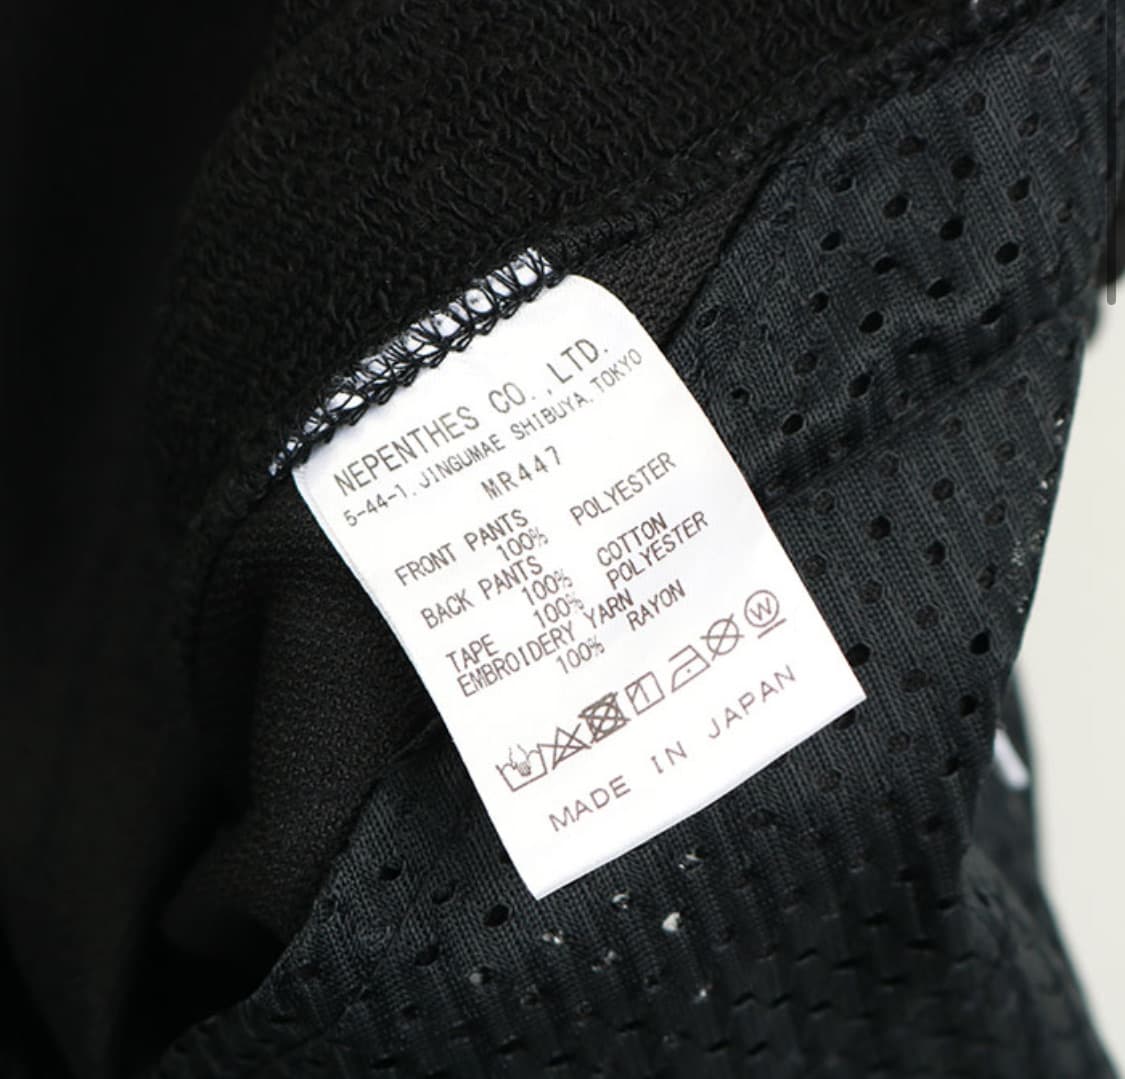 NEPENTHES CO.,LTD.
5-44-1, JINGUMAE SHIBUYA, TOKYO
MR447
FRONT PANTS
100% POLYESTER
BACK PANTS
100% COTTON
100% POLYESTER
TAPE
EMBROIDERY YARN
100% RAYON
W
MADE IN JAPAN